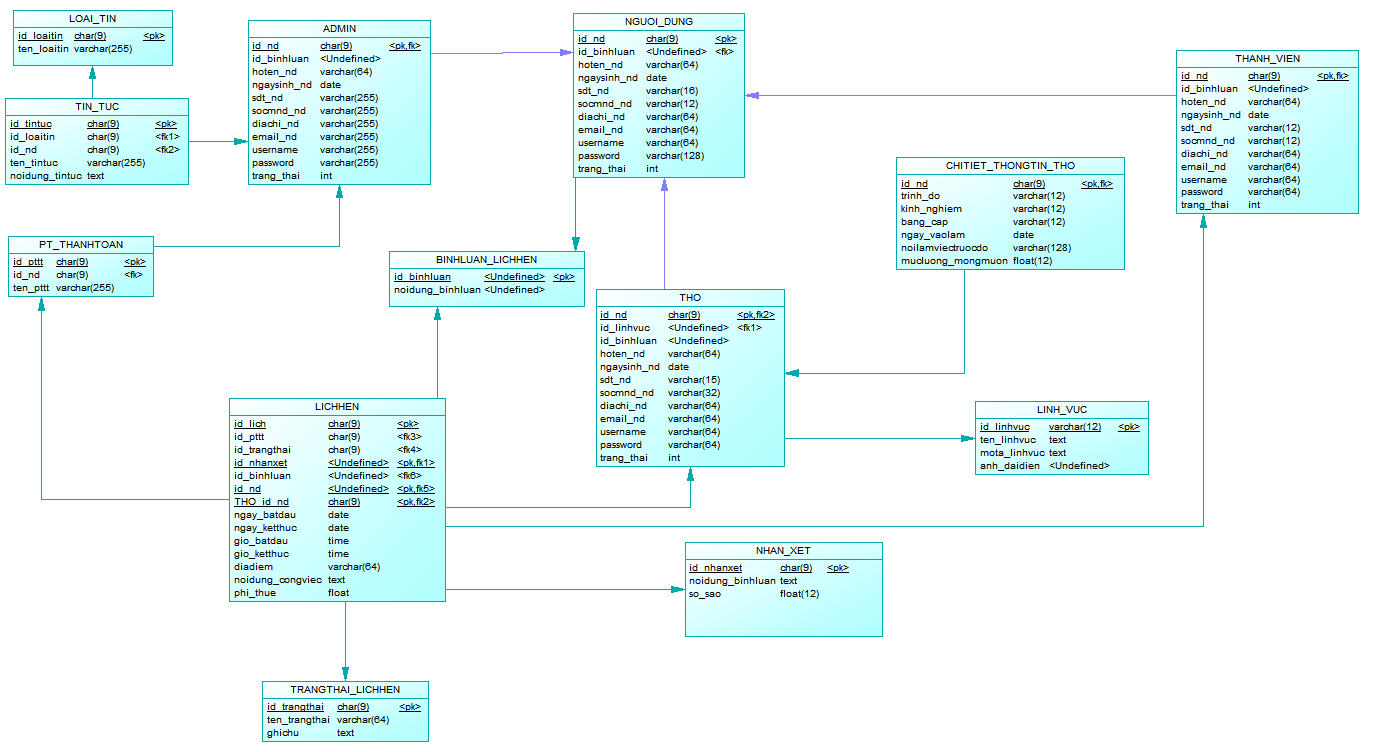 LOAI_TIN
id_loaitin char(9) <pk>
ten_loaitin varchar(255)
ADMIN
id_nd char(9) <pk,fk>
id_binhluan <Undefined>
hoten_nd varchar(64)
ngaysinh_nd date
sdt_nd varchar(255)
socmnd_nd varchar(255)
diachi_nd varchar(255)
email_nd varchar(255)
username varchar(255)
password varchar(255)
trang_thai int
NGUOI_DUNG
id_nd char(9) <pk>
id_binhluan <Undefined> <fk>
hoten_nd varchar(64)
ngaysinh_nd date
sdt_nd varchar(16)
socmnd_nd varchar(12)
diachi_nd varchar(64)
email_nd varchar(64)
username varchar(64)
password varchar(128)
trang_thai int
THANH_VIEN
id_nd char(9) <pk,fk>
id_binhluan <Undefined>
hoten_nd varchar(64)
ngaysinh_nd date
sdt_nd varchar(12)
socmnd_nd varchar(12)
diachi_nd varchar(64)
email_nd varchar(64)
username varchar(64)
password varchar(64)
trang_thai int
TIN_TUC
id_tintuc char(9) <pk>
id_loaitin char(9) <fk1>
id_nd char(9) <fk2>
ten_tintuc varchar(255)
noidung_tintuc text
CHITIET_THONGTIN_THO
id_nd char(9) <pk,fk>
trinh_do varchar(12)
kinh_nghiem varchar(12)
bang_cap varchar(12)
ngay_vaolam date
noilamviectruocdo varchar(128)
mucluong_mongmuon float(12)
PT_THANHTOAN
id_pttt char(9) <pk>
id_nd char(9) <fk>
ten_pttt varchar(255)
BINHLUAN_LICHHEN
id_binhluan <Undefined> <pk>
noidung_binhluan <Undefined>
THO
id_nd char(9) <pk,fk2>
id_linhvuc <Undefined> <fk1>
id_binhluan <Undefined>
hoten_nd varchar(64)
ngaysinh_nd date
sdt_nd varchar(15)
socmnd_nd varchar(32)
diachi_nd varchar(64)
email_nd varchar(64)
username varchar(64)
password varchar(64)
trang_thai int
LICHHEN
id_lich char(9) <pk>
id_pttt char(9) <fk3>
id_trangthai char(9) <fk4>
id_nhanxet <Undefined> <pk,fk1>
id_binhluan <Undefined> <fk6>
id_nd <Undefined> <pk,fk5>
THO_id_nd char(9) <pk,fk2>
ngay_batdau date
ngay_ketthuc date
gio_batdau time
gio_ketthuc time
diadiem varchar(64)
noidung_congviec text
phi_thue float
LINH_VUC
id_linhvuc varchar(12) <pk>
ten_linhvuc text
mota_linhvuc text
anh_daidien <Undefined>
NHAN_XET
id_nhanxet char(9) <pk>
noidung_binhluan text
so_sao float(12)
TRANGTHAI_LICHHEN
id_trangthai char(9) <pk>
ten_trangthai varchar(64)
ghichu text